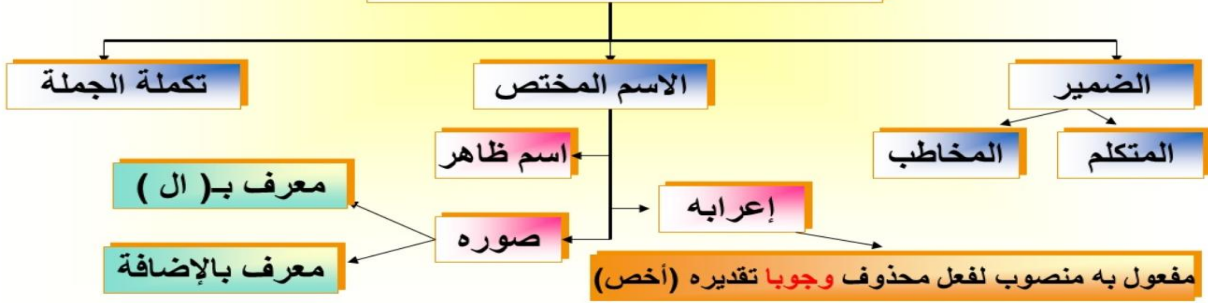 الضمير
الاسم المختص
تكملة الجملة
المتكلم
المخاطب
اسم ظاهر
معرف بـ( ال )
إعرابه
صوره
معرف بالإضافة
مفعول به منصوب لفعل محذوف وجوبا تقديره (أخص)